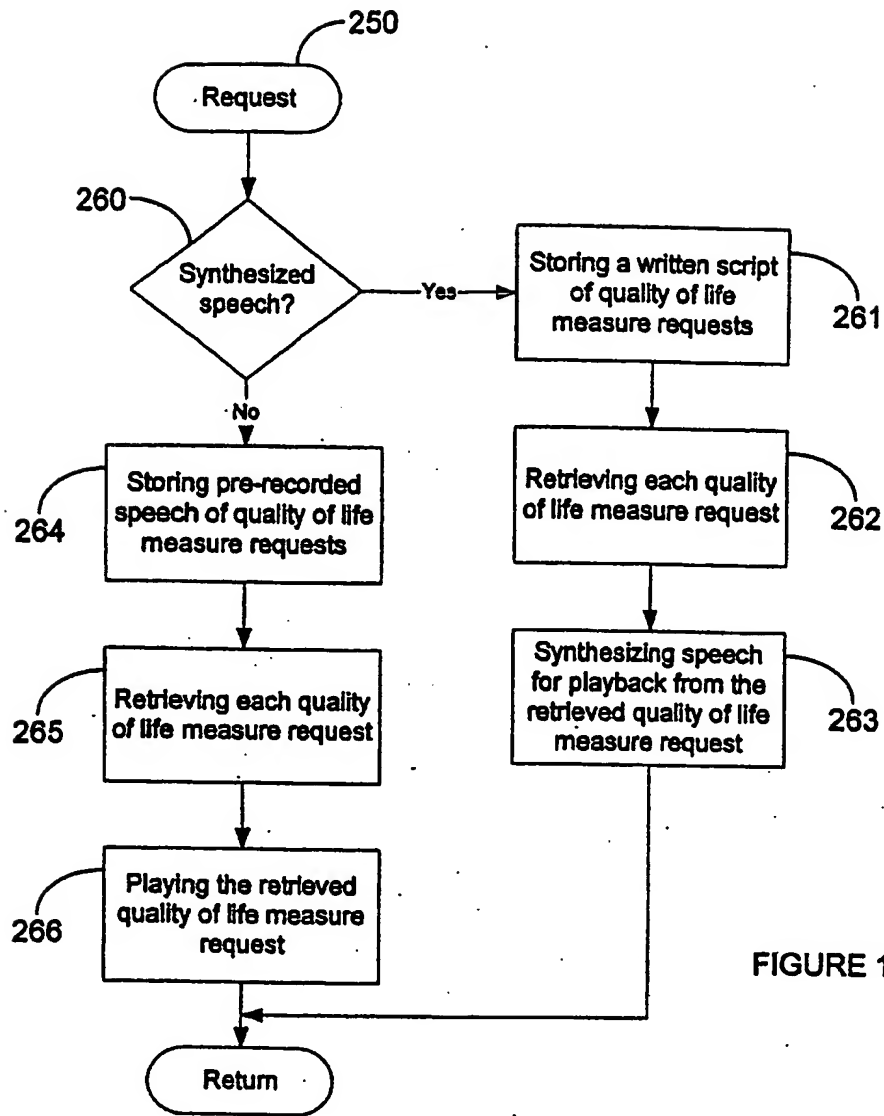 250
Request
260
Synthesized
speech?
Yes
Storing a written script
of quality of life
measure requests
261
No
Storing pre-recorded
speech of quality of life
measure requests
264
Retrieving each quality
of life measure request
262
Retrieving each quality
of life measure request
265
Synthesizing speech
for playback from the
retrieved quality of life
measure request
263
Playing the retrieved
quality of life measure
request
266
FIGURE 1
Return